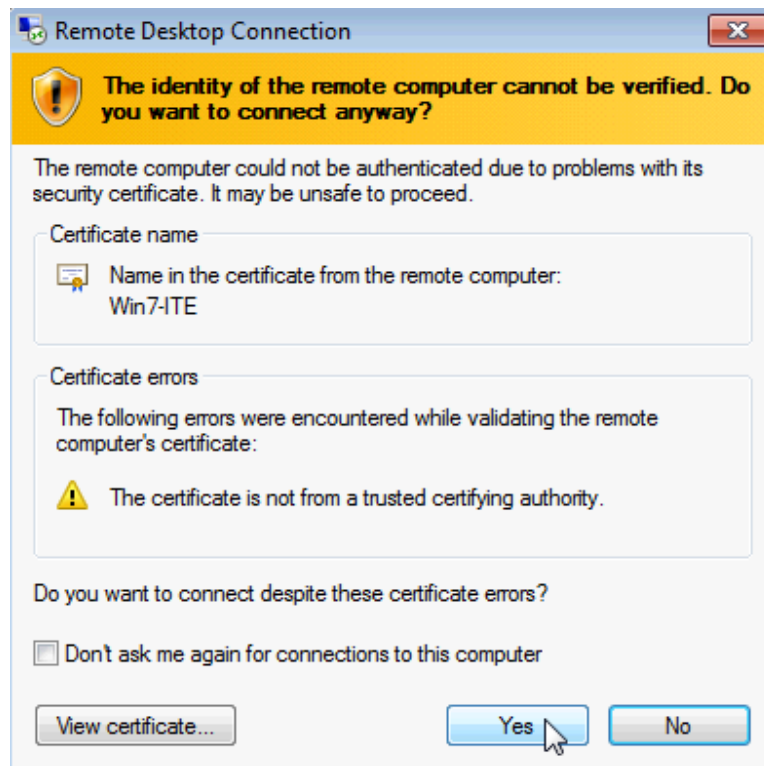 Remote Desktop Connection
The identity of the remote computer cannot be verified. Do
you want to connect anyway?
The remote computer could not be authenticated due to problems with its
security certificate. It may be unsafe to proceed.
Certificate name
Name in the certificate from the remote computer:
Win7-ITE
Certificate errors
The following errors were encountered while validating the remote
computer's certificate:
The certificate is not from a trusted certifying authority.
Do you want to connect despite these certificate errors?
Don't ask me again for connections to this computer
View certificate... Yes No